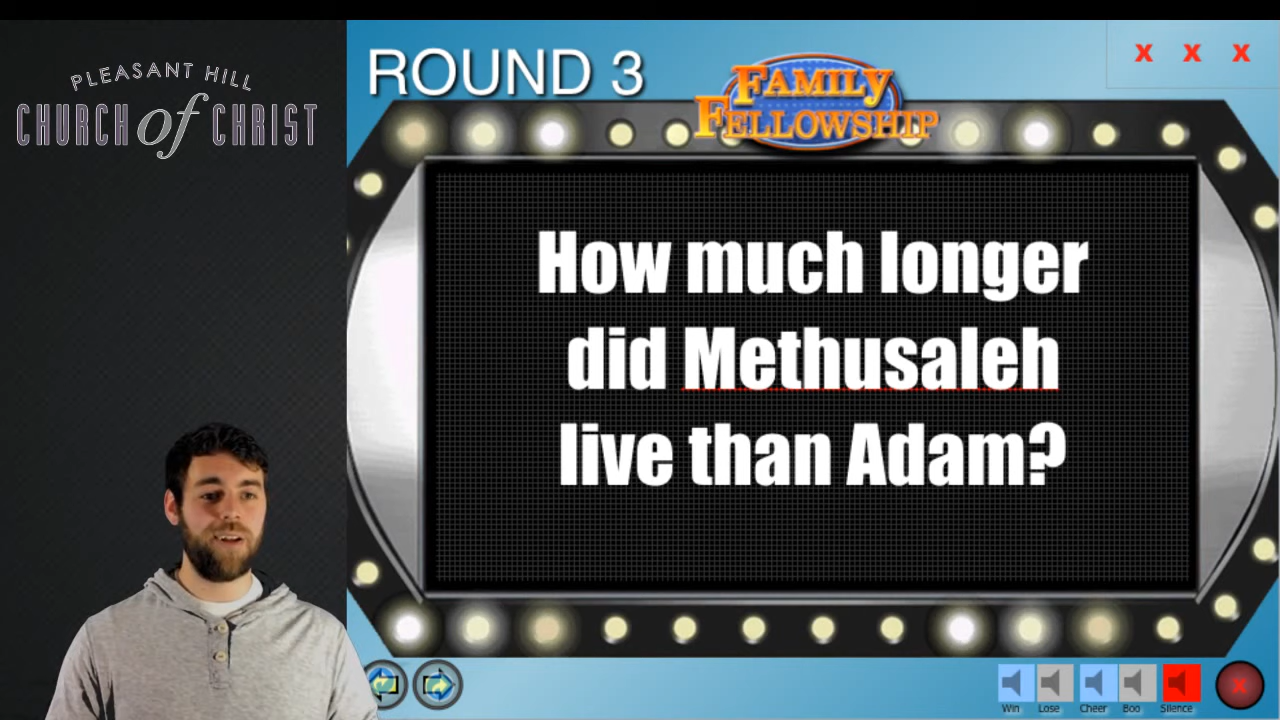 PLEASANT HILL
CHURCH of CHRIST
ROUND 3
X X X
FAMILY
FELLOWSHIP
How much longer
did Methusaleh
live than Adam?
Win Lose Cheer Boo Silence
X